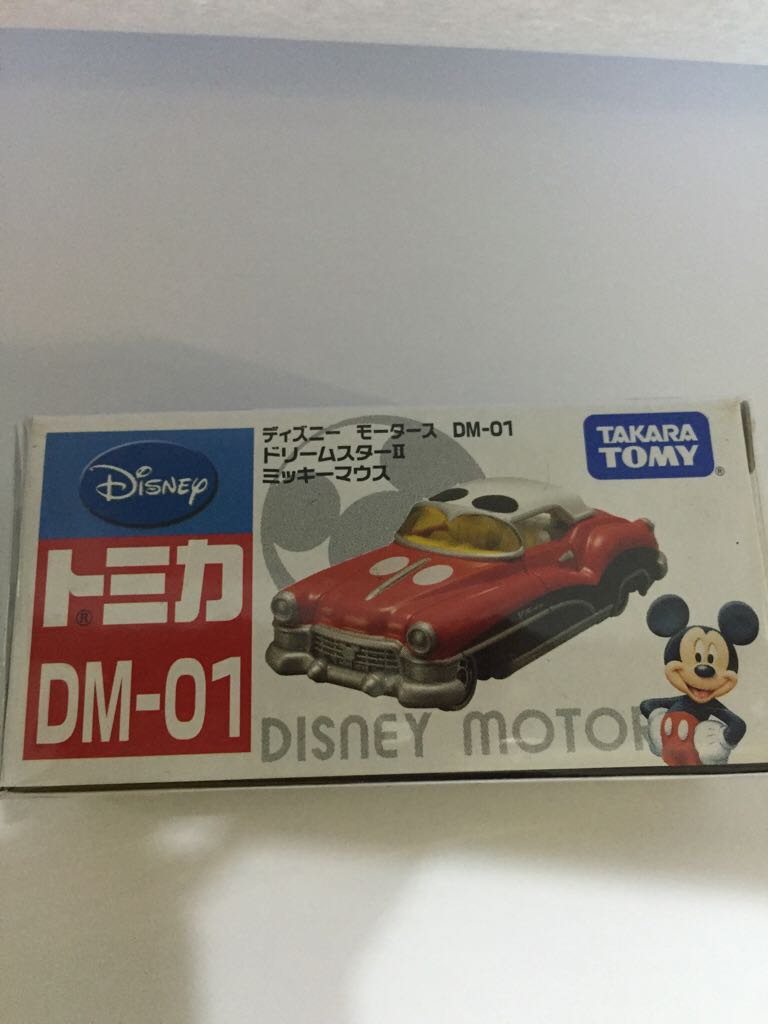 DISNEY
トミカ®
DM-01
ディズニー モータース DM-01
ドリームスターII
ミッキーマウス
TAKARA
TOMY®
DISNEY MOTOR